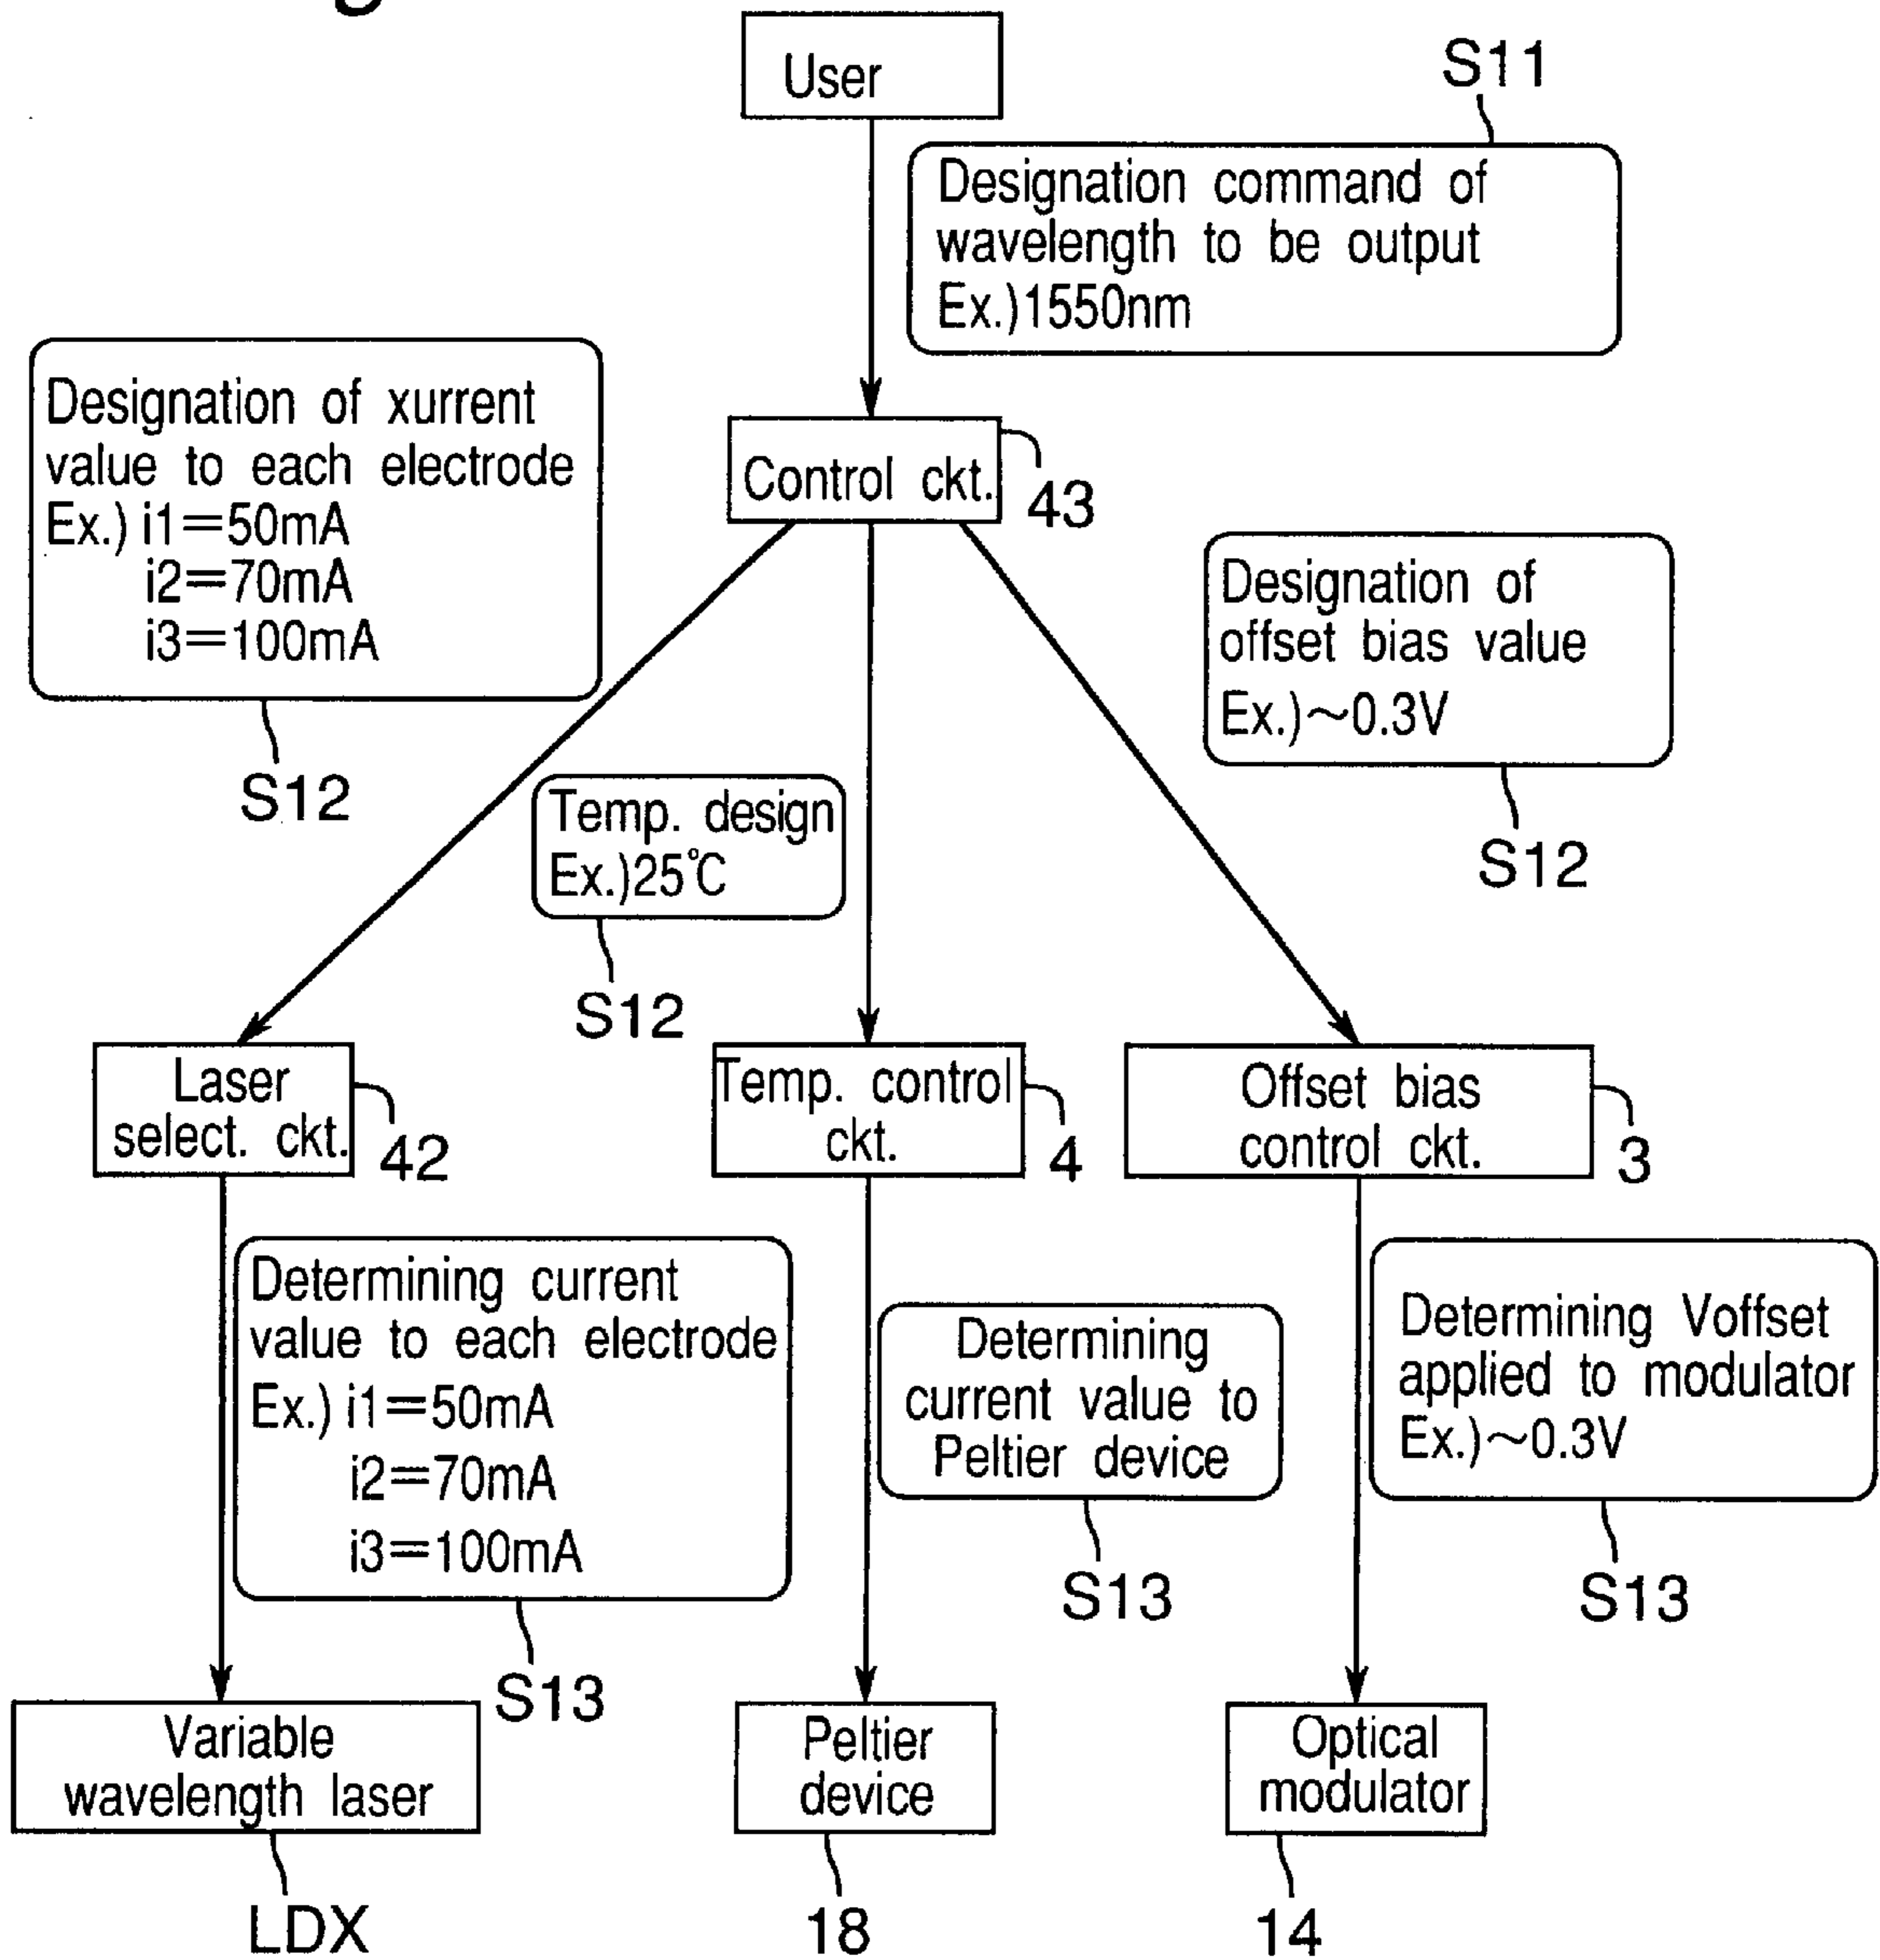 User
S11
Designation command of
wavelength to be output
Ex.)1550nm
Designation of xurrent
value to each electrode
Ex.) i1=50mA
i2=70mA
i3=100mA
S12
Control ckt.
43
Designation of
offset bias value
Ex.)~0.3V
S12
Temp. design
Ex.)25°C
S12
Laser
select. ckt.
42
Temp. control
ckt.
4
Offset bias
control ckt.
3
Determining current
value to each electrode
Ex.) i1=50mA
i2=70mA
i3=100mA
S13
Determining
current value to
Peltier device
S13
Determining Voffset
applied to modulator
Ex.)~0.3V
S13
Variable
wavelength laser
LDX
Peltier
device
18
Optical
modulator
14